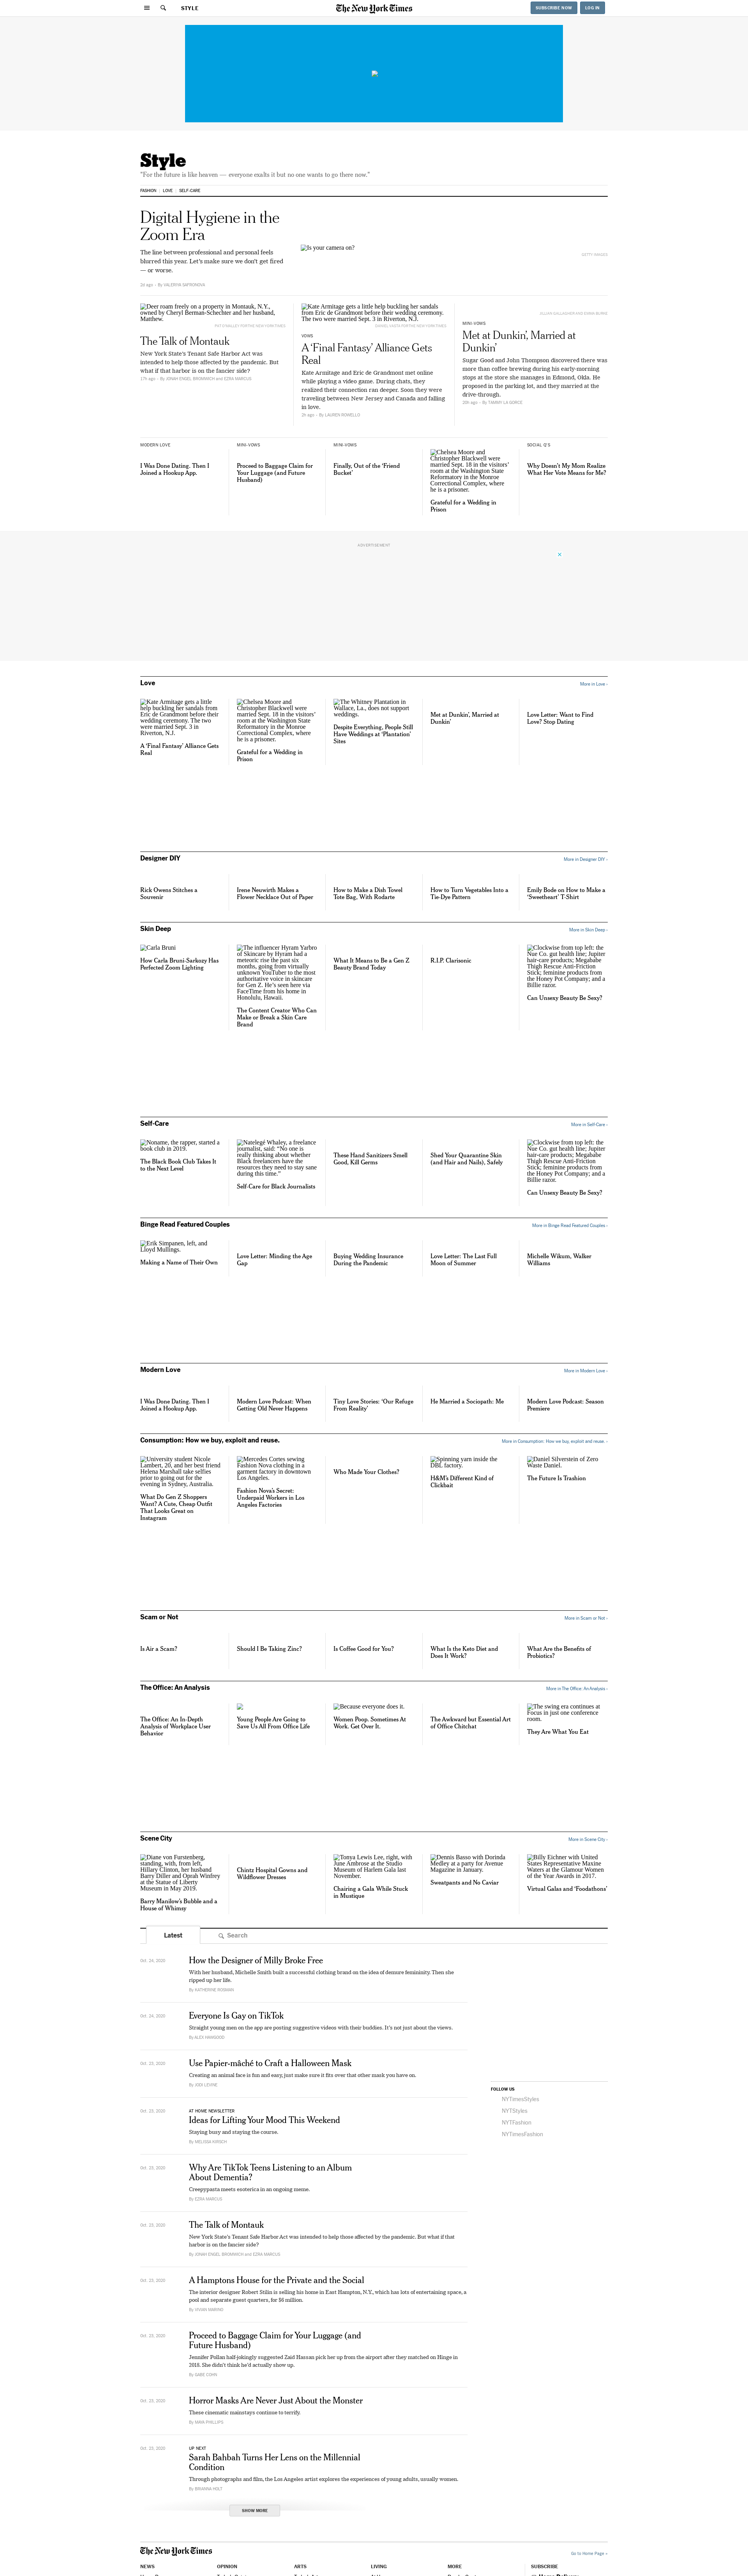 STYLE
The New York Times
SUBSCRIBE NOW
LOG IN
Style
"For the future is like heaven — everyone exalts it but no one wants to go there now."
FASHION
LOVE
SELF-CARE
Digital Hygiene in the
Zoom Era
The line between professional and personal feels
blurred this year. Let's make sure we don't get fired
— or worse.
2d ago
By VALERIYA SAFRONOVA
Is your camera on?
GETTY IMAGES
Deer roam freely on a property in Montauk, N.Y.,
owned by Cheryl Berman-Schechter and her husband,
Matthew.
The Talk of Montauk
New York State's Tenant Safe Harbor Act was
intended to help those affected by the pandemic. But
what if that harbor is on the fancier side?
17h ago
By JONAH ENGEL BROMWICH and EZRA MARCUS
Kate Armitage gets a little help buckling her sandals
from Eric de Grandmont before their wedding ceremony.
The two were married Sept. 3 in Riverton, N.J.
VOWS
A 'Final Fantasy' Alliance Gets
Real
Kate Armitage and Eric de Grandmont met online
while playing a video game. During chats, they
realized their connection ran deeper. Soon they were
traveling between New Jersey and Canada and falling
in love.
2h ago
By LAUREN ROWELLO
MINI-VOWS
Met at Dunkin', Married at
Dunkin'
Sugar Good and John Thompson discovered there was
more than coffee brewing during his early-morning
stops at the store she manages in Edmond, Okla. He
proposed in the parking lot, and they married at the
drive-through.
20h ago
By TAMMY LA GORCE
MODERN LOVE
I Was Done Dating. Then I
Joined a Hookup App.
MINI-VOWS
Proceed to Baggage Claim for
Your Luggage (and Future
Husband)
MINI-VOWS
Finally, Out of the 'Friend
Bucket'
Chelsea Moore and
Christopher Blackwell were
married Sept. 18 in the visitors'
room at the Washington State
Reformatory in the Monroe
Correctional Complex, where
he is a prisoner.
Grateful for a Wedding in
Prison
SOCIAL Q'S
Why Doesn't My Mom Realize
What Her Vote Means for Me?
ADVERTISEMENT
Love
More in Love ›
Kate Armitage gets a little
help buckling her sandals
from Eric de Grandmont before
their wedding ceremony. The
two were married Sept. 3 in
Riverton, N.J.
A 'Final Fantasy' Alliance Gets
Real
Chelsea Moore and
Christopher Blackwell were
married Sept. 18 in the visitors'
room at the Washington State
Reformatory in the Monroe
Correctional Complex, where
he is a prisoner.
Grateful for a Wedding in
Prison
The Whitney Plantation in
Wallace, La., does not support
weddings.
Despite Everything, People Still
Have Weddings at 'Plantation'
Sites
Met at Dunkin', Married at
Dunkin'
Love Letter: Want to Find
Love? Stop Dating
Designer DIY
More in Designer DIY ›
Rick Owens Stitches a
Souvenir
Irene Neuwirth Makes a
Flower Necklace Out of Paper
How to Make a Dish Towel
Tote Bag, With Rodarte
How to Turn Vegetables Into a
Tie-Dye Pattern
Emily Bode on How to Make a
'Sweetheart' T-Shirt
Skin Deep
More in Skin Deep ›
Carla Bruni
How Carla Bruni-Sarkozy Has
Perfected Zoom Lighting
The influencer Hyram Yarbro
of Skincare by Hyram had a
meteoric rise the past six
months, going from virtually
unknown YouTuber to the most
authoritative voice in skincare
for Gen Z. He's seen here via
FaceTime from his home in
Honolulu, Hawaii.
The Content Creator Who Can
Make or Break a Skin Care
Brand
What It Means to Be a Gen Z
Beauty Brand Today
R.I.P. Clarisonic
Clockwise from top left: the
Nue Co. gut health line; Jupiter
hair-care products; Megababe
Thigh Rescue Anti-Friction
Stick; feminine products from
the Honey Pot Company; and a
Billie razor.
Can Unsexy Beauty Be Sexy?
Self-Care
More in Self-Care ›
Noname, the rapper, started a
book club in 2019.
The Black Book Club Takes It
to the Next Level
Natelegé Whaley, a freelance
journalist, said: "No one is
really thinking about whether
Black freelancers have the
resources they need to stay sane
during this time."
Self-Care for Black Journalists
These Hand Sanitizers Smell
Good, Kill Germs
Shed Your Quarantine Skin
(and Hair and Nails), Safely
Clockwise from top left: the
Nue Co. gut health line; Jupiter
hair-care products; Megababe
Thigh Rescue Anti-Friction
Stick; feminine products from
the Honey Pot Company; and a
Billie razor.
Can Unsexy Beauty Be Sexy?
Binge Read Featured Couples
More in Binge Read Featured Couples ›
Erik Simpanen, left, and
Lloyd Mullings.
Making a Name of Their Own
Love Letter: Minding the Age
Gap
Buying Wedding Insurance
During the Pandemic
Love Letter: The Last Full
Moon of Summer
Michelle Wikum, Walker
Williams
Modern Love
More in Modern Love ›
I Was Done Dating. Then I
Joined a Hookup App.
Modern Love Podcast: When
Getting Old Never Happens
Tiny Love Stories: 'Our Refuge
From Reality'
He Married a Sociopath: Me
Modern Love Podcast: Season
Premiere
Consumption: How we buy, exploit and reuse.
More in Consumption: How we buy, exploit and reuse. ›
University student Nicole
Lambert, 20, and her best friend
Helena Marshall take selfies
prior to going out for the
evening in Sydney, Australia.
What Do Gen Z Shoppers
Want? A Cute, Cheap Outfit
That Looks Great on
Instagram
Mercedes Cortes sewing
Fashion Nova clothing in a
garment factory in downtown
Los Angeles.
Fashion Nova's Secret:
Underpaid Workers in Los
Angeles Factories
Who Made Your Clothes?
Spinning yarn inside the
DBL factory.
H&M's Different Kind of
Clickbait
Daniel Silverstein of Zero
Waste Daniel.
The Future Is Trashion
Scam or Not
More in Scam or Not ›
Is Air a Scam?
Should I Be Taking Zinc?
Is Coffee Good for You?
What Is the Keto Diet and
Does It Work?
What Are the Benefits of
Probiotics?
The Office: An Analysis
More in The Office: An Analysis ›
The Office: An In-Depth
Analysis of Workplace User
Behavior
Young People Are Going to
Save Us All From Office Life
Because everyone does it.
Women Poop. Sometimes At
Work. Get Over It.
The Awkward but Essential Art
of Office Chitchat
The swing era continues at
Focus in just one conference
room.
They Are What You Eat
Scene City
More in Scene City ›
Diane von Furstenberg,
standing, with, from left,
Hillary Clinton, her husband
Barry Diller and Oprah Winfrey
at the Statue of Liberty
Museum in May 2019.
Barry Manilow's Bubble and a
House of Whimsy
Chintz Hospital Gowns and
Wildflower Dresses
Tonya Lewis Lee, right, with
June Ambrose at the Studio
Museum of Harlem Gala last
November.
Chairing a Gala While Stuck
in Mustique
Dennis Basso with Dorinda
Medley at a party for Avenue
Magazine in January.
Sweatpants and No Caviar
Billy Eichner with United
States Representative Maxine
Waters at the Glamour Women
of the Year Awards in 2017.
Virtual Galas and 'Foodathons'
Latest
Search
Oct. 24, 2020
How the Designer of Milly Broke Free
With her husband, Michelle Smith built a successful clothing brand on the idea of demure femininity. Then she
ripped up her life.
By KATHERINE ROSMAN
Oct. 24, 2020
Everyone Is Gay on TikTok
Straight young men on the app are posting suggestive videos with their buddies. It's not just about the views.
By ALEX HAWGOOD
Oct. 23, 2020
Use Papier-mâché to Craft a Halloween Mask
Creating an animal face is fun and easy, just make sure it fits over that other mask you have on.
By JODI LEVINE
Oct. 23, 2020
AT HOME NEWSLETTER
Ideas for Lifting Your Mood This Weekend
Staying busy and staying the course.
By MELISSA KIRSCH
Oct. 23, 2020
Why Are TikTok Teens Listening to an Album
About Dementia?
Creepypasta meets esoterica in an ongoing meme.
By EZRA MARCUS
Oct. 23, 2020
The Talk of Montauk
New York State's Tenant Safe Harbor Act was intended to help those affected by the pandemic. But what if that
harbor is on the fancier side?
By JONAH ENGEL BROMWICH and EZRA MARCUS
Oct. 23, 2020
A Hamptons House for the Private and the Social
The interior designer Robert Stilin is selling his home in East Hampton, N.Y., which has lots of entertaining space, a
pool and separate guest quarters, for $6 million.
By VIVIAN MARINO
Oct. 23, 2020
Proceed to Baggage Claim for Your Luggage (and
Future Husband)
Jennifer Pollan half-jokingly suggested Zaid Hassan pick her up from the airport after they matched on Hinge in
2018. She didn't think he'd actually show up.
By GABE COHN
Oct. 23, 2020
Horror Masks Are Never Just About the Monster
These cinematic mainstays continue to terrify.
By MAYA PHILLIPS
Oct. 23, 2020
UP NEXT
Sarah Bahbah Turns Her Lens on the Millennial
Condition
Through photographs and film, the Los Angeles artist explores the experiences of young adults, usually women.
By BRIANNA HOLT
SHOW MORE
FOLLOW US
NYTimesStyles
NYTStyles
NYTFashion
NYTimesFashion
The New York Times
Go to Home Page »
NEWS
OPINION
ARTS
LIVING
MORE
SUBSCRIBE